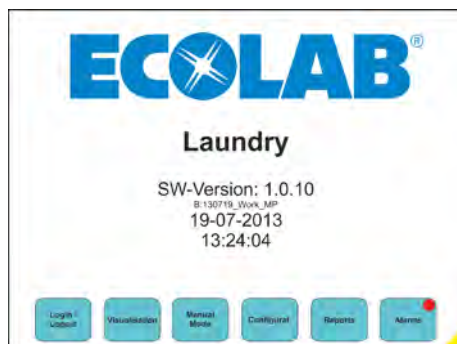 ECOLAB®
Laundry
SW-Version: 1.0.10
B:130719_Work_MP
19-07-2013
13:24:04
Login / Logout
Visualisation
Manual Mode
Configurat
Reports
Alarms